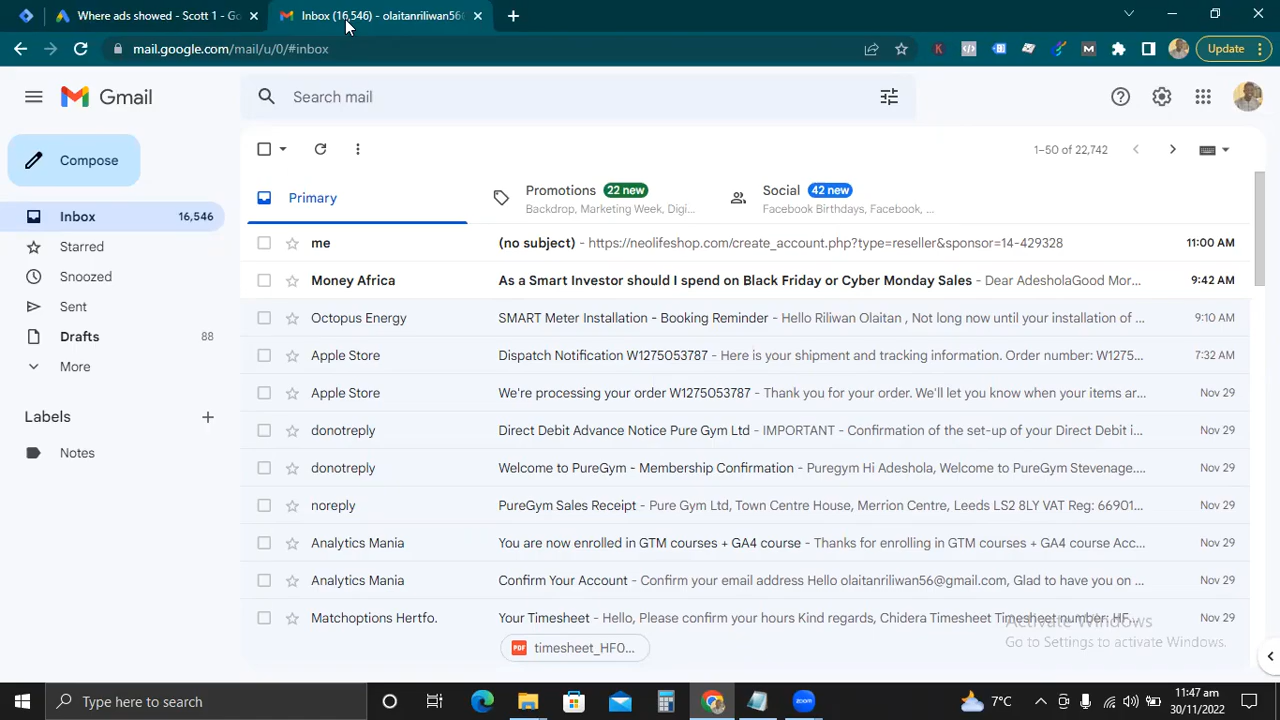 Where ads showed - Scott 1 - Go
Inbox (16,546) - olaitanriliwan56
mail.google.com/mail/u/0/#inbox
Update
Gmail
Search mail
Compose
1–50 of 22,742
Primary
Promotions 22 new
Backdrop, Marketing Week, Digi...
Social 42 new
Facebook Birthdays, Facebook, ...
Inbox 16,546
Starred
Snoozed
Sent
Drafts 88
More
Labels
Notes
me (no subject) - https://neolifeshop.com/create_account.php?type=reseller&sponsor=14-429328 11:00 AM
Money Africa As a Smart Investor should I spend on Black Friday or Cyber Monday Sales - Dear AdesholaGood Mor... 9:42 AM
Octopus Energy SMART Meter Installation - Booking Reminder - Hello Riliwan Olaitan , Not long now until your installation of ... 9:10 AM
Apple Store Dispatch Notification W1275053787 - Here is your shipment and tracking information. Order number: W1275... 7:32 AM
Apple Store We're processing your order W1275053787 - Thank you for your order. We'll let you know when your items ar... Nov 29
donotreply Direct Debit Advance Notice Pure Gym Ltd - IMPORTANT - Confirmation of the set-up of your Direct Debit i... Nov 29
donotreply Welcome to PureGym - Membership Confirmation - Puregym Hi Adeshola, Welcome to PureGym Stevenage.... Nov 29
noreply PureGym Sales Receipt - Pure Gym Ltd, Town Centre House, Merrion Centre, Leeds LS2 8LY VAT Reg: 66901... Nov 29
Analytics Mania You are now enrolled in GTM courses + GA4 course - Thanks for enrolling in GTM courses + GA4 course Acc... Nov 29
Analytics Mania Confirm Your Account - Confirm your email address Hello olaitanriliwan56@gmail.com, Glad to have you on ... Nov 29
Matchoptions Hertfo. Your Timesheet - Hello, Please confirm your hours Kind regards, Chidera Timesheet Timesheet number: HF... Nov 29
PDF timesheet_HFO...
Activate Windows
Go to Settings to activate Windows.
Type here to search
zoom
7°C
11:47 am
30/11/2022